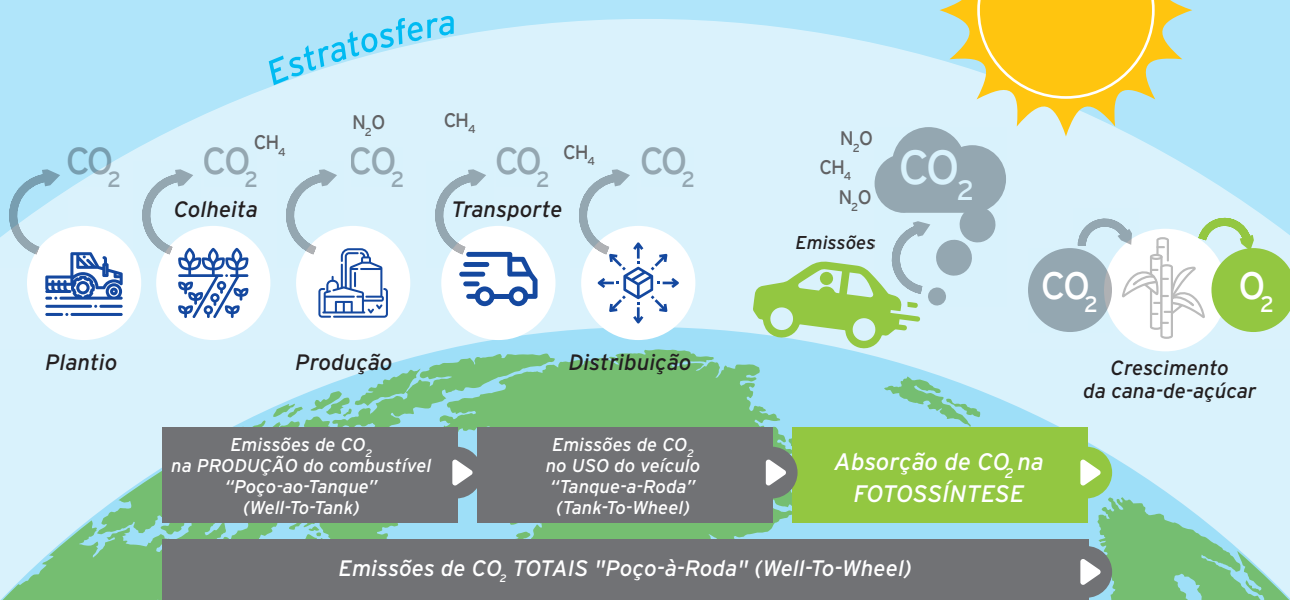 Estratosfera
CO2
CO2
CH4
N2O
CO2
CH4
CO2
CH4
CO2
N2O
CH4
N2O
CO2
Colheita
Transporte
Emissões
CO2
O2
Plantio
Produção
Distribuição
Crescimento
da cana-de-açúcar
Emissões de CO2
na PRODUÇÃO do combustível
“Poço-ao-Tanque”
(Well-To-Tank)
Emissões de CO2
no USO do veículo
“Tanque-a-Roda”
(Tank-To-Wheel)
Absorção de CO2 na
FOTOSSÍNTESE
Emissões de CO2 TOTAIS "Poço-à-Roda" (Well-To-Wheel)